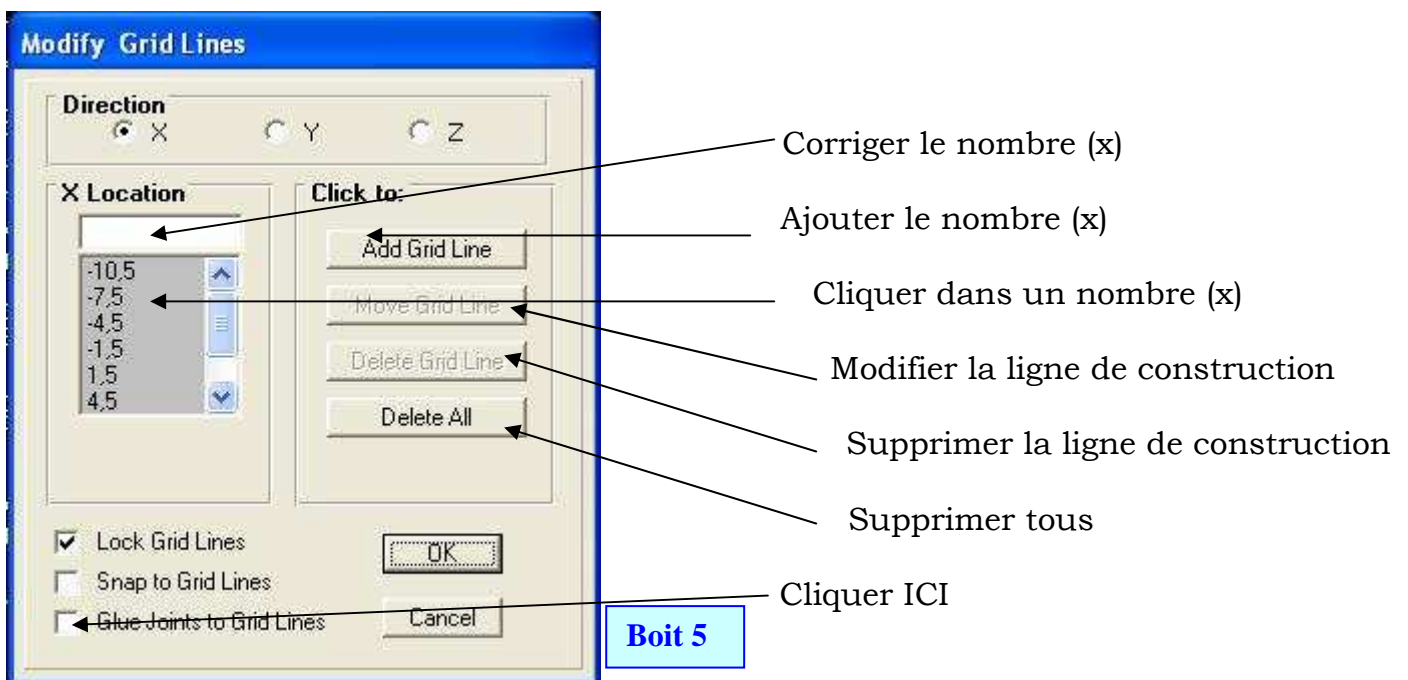 Modify Grid Lines
Direction
X Y Z
X Location
Click to:
-10,5
-7,5
-4,5
-1,5
1,5
4,5
Add Grid Line
Move Grid Line
Delete Grid Line
Delete All
Lock Grid Lines
Snap to Grid Lines
Glue Joints to Grid Lines
OK
Cancel
Corriger le nombre (x)
Ajouter le nombre (x)
Cliquer dans un nombre (x)
Modifier la ligne de construction
Supprimer la ligne de construction
Supprimer tous
Cliquer ICI
Boit 5